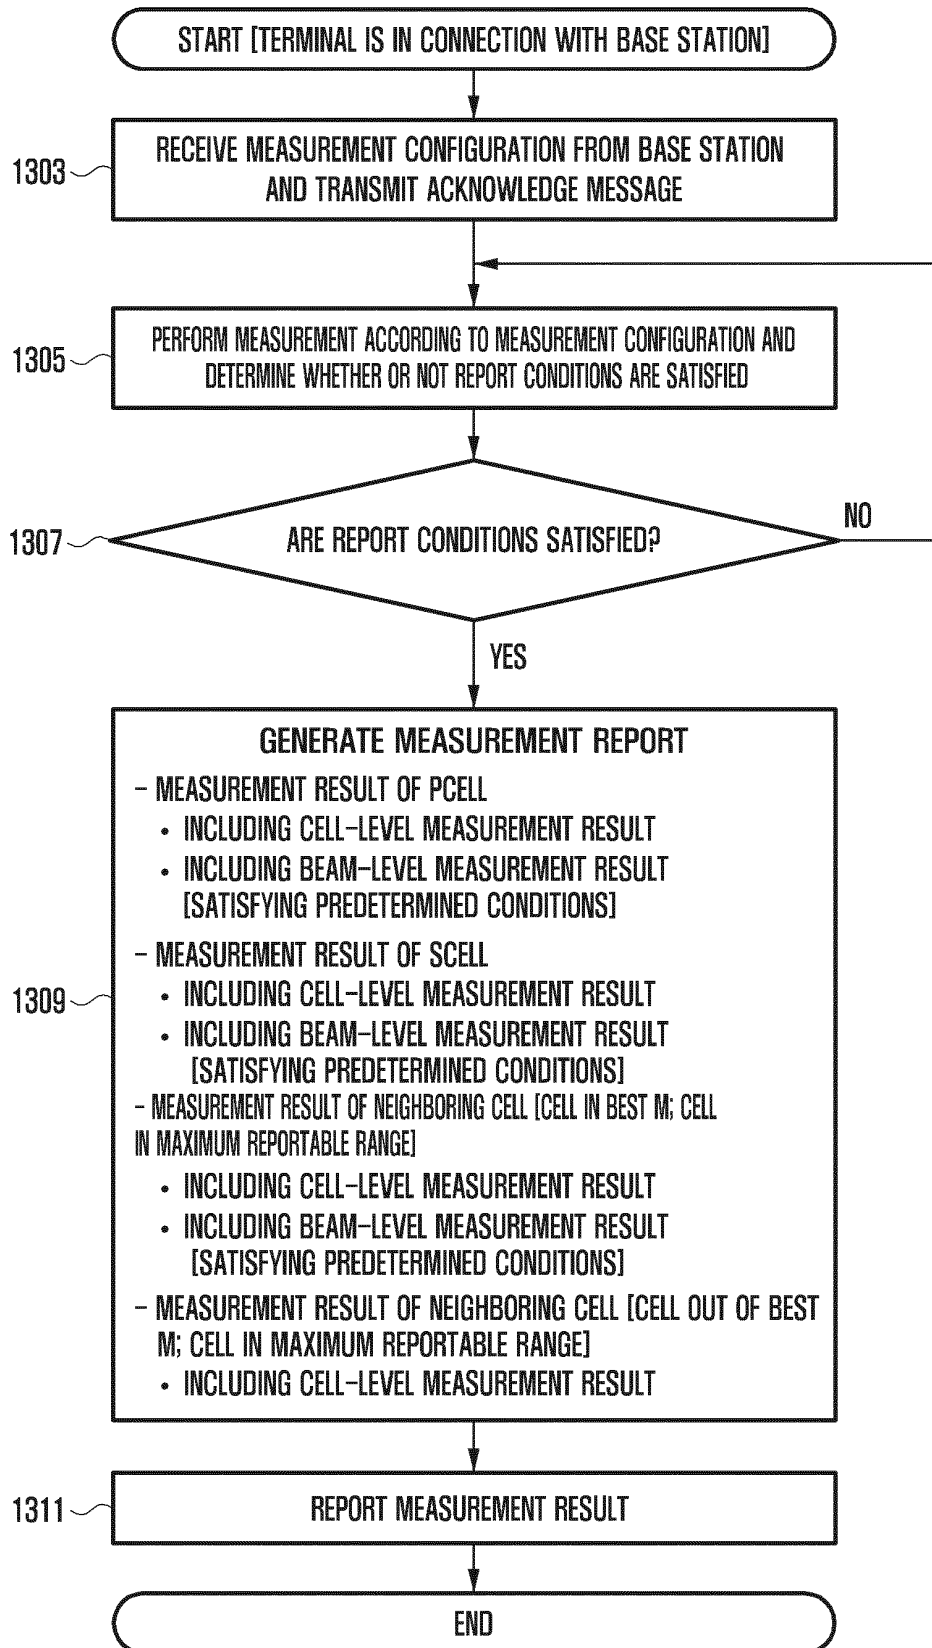 START [TERMINAL IS IN CONNECTION WITH BASE STATION]
1303
RECEIVE MEASUREMENT CONFIGURATION FROM BASE STATION
AND TRANSMIT ACKNOWLEDGE MESSAGE
1305
PERFORM MEASUREMENT ACCORDING TO MEASUREMENT CONFIGURATION AND
DETERMINE WHETHER OR NOT REPORT CONDITIONS ARE SATISFIED
1307
ARE REPORT CONDITIONS SATISFIED?
NO
YES
1309
GENERATE MEASUREMENT REPORT
– MEASUREMENT RESULT OF PCELL
• INCLUDING CELL–LEVEL MEASUREMENT RESULT
• INCLUDING BEAM–LEVEL MEASUREMENT RESULT
[SATISFYING PREDETERMINED CONDITIONS]
– MEASUREMENT RESULT OF SCELL
• INCLUDING CELL–LEVEL MEASUREMENT RESULT
• INCLUDING BEAM–LEVEL MEASUREMENT RESULT
[SATISFYING PREDETERMINED CONDITIONS]
– MEASUREMENT RESULT OF NEIGHBORING CELL [CELL IN BEST M; CELL
IN MAXIMUM REPORTABLE RANGE]
• INCLUDING CELL–LEVEL MEASUREMENT RESULT
• INCLUDING BEAM–LEVEL MEASUREMENT RESULT
[SATISFYING PREDETERMINED CONDITIONS]
– MEASUREMENT RESULT OF NEIGHBORING CELL [CELL OUT OF BEST
M; CELL IN MAXIMUM REPORTABLE RANGE]
• INCLUDING CELL–LEVEL MEASUREMENT RESULT
1311
REPORT MEASUREMENT RESULT
END